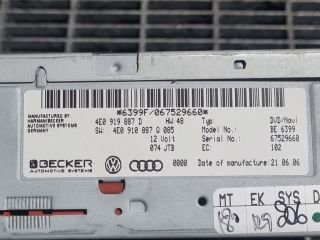 *6399F/067529660*
MANUFACTURED BY
HARMAN/BECKER
AUTOMOTIVE SYSTEMS
GERMANY
4E0 919 887 D HW:48 Typ: DVD/Navi
SW: 4E0 910 887 Q 085 Model No.: BE 6399
12 Volt Serial No: 67529660
074 JTB EC: 102
BECKER
AUTOMOTIVE SYSTEMS
0000 Date of manufacture: 21.06.06
MT EK SYS D